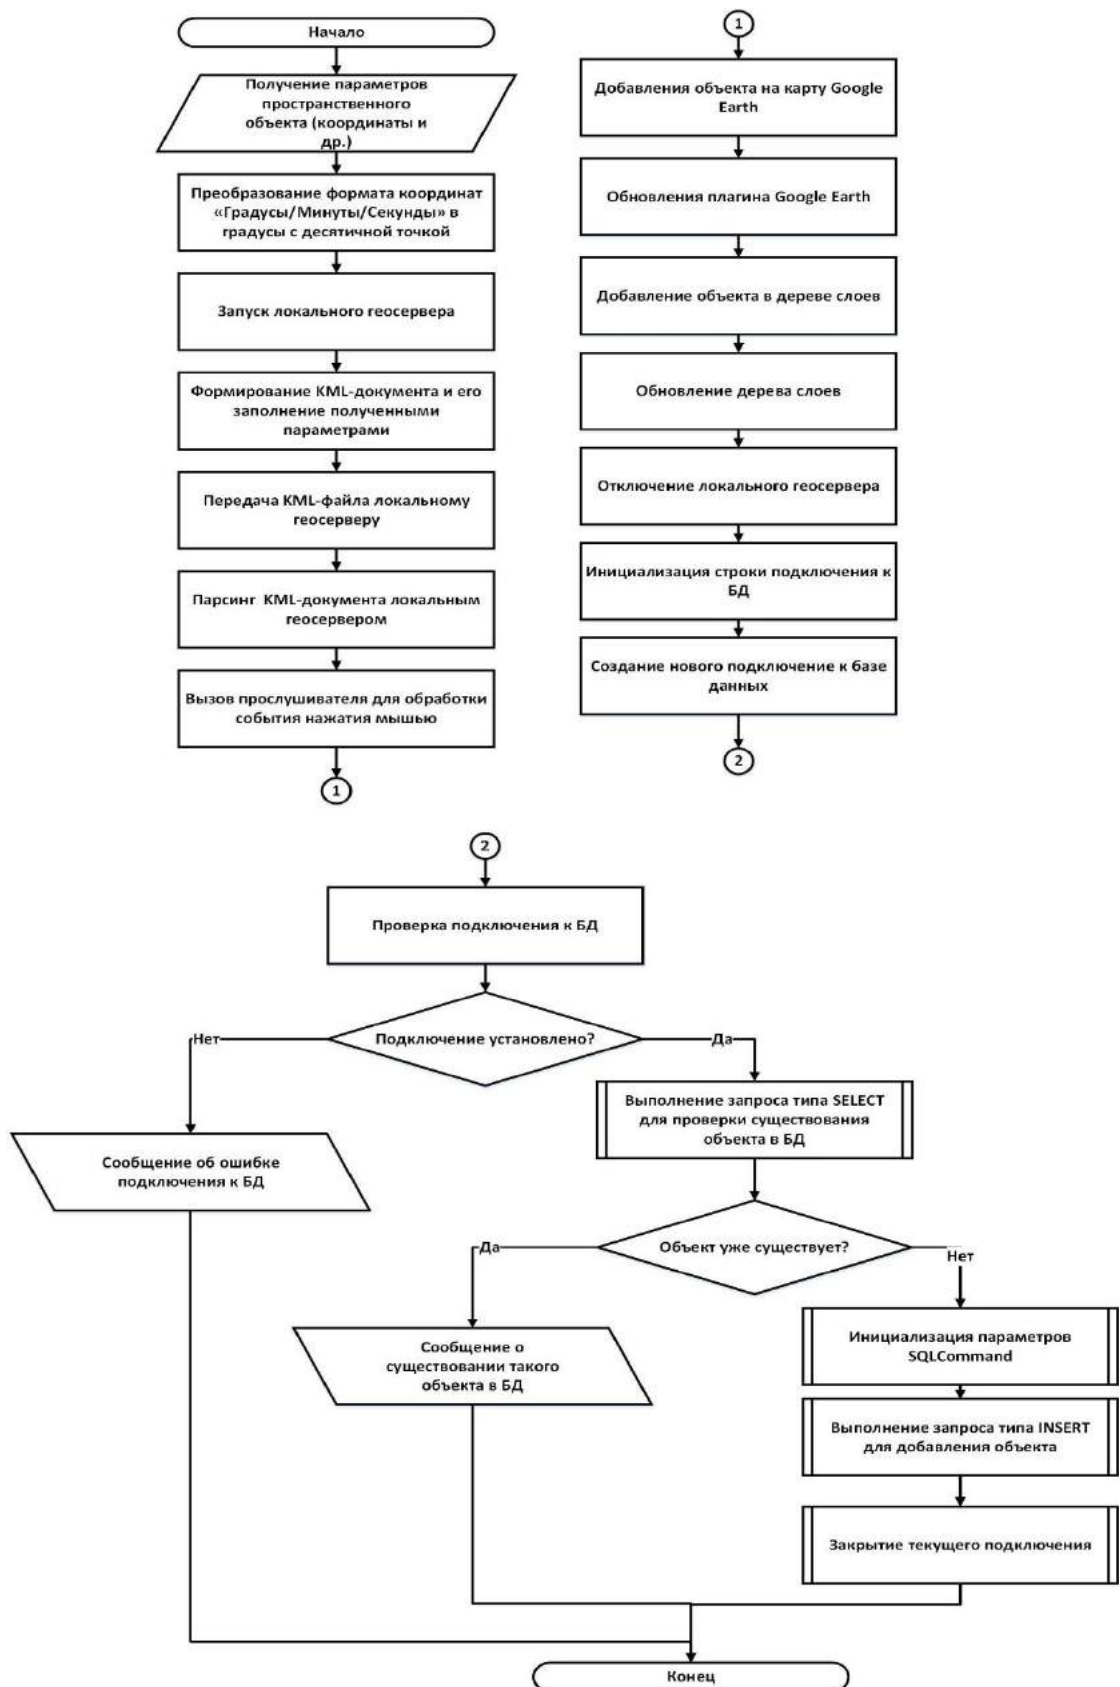 Начало
Получение параметров
пространственного
объекта (координаты и
др.)
Преобразование формата координат
«Градусы/Минуты/Секунды» в
градусы с десятичной точкой
Запуск локального геосервера
Формирование KML-документа и его
заполнение полученными
параметрами
Передача KML-файла локальному
геосерверу
Парсинг KML-документа локальным
геосервером
Вызов прослушивателя для обработки
события нажатия мышью
1
1
Добавления объекта на карту Google
Earth
Обновления плагина Google Earth
Добавление объекта в дереве слоев
Обновление дерева слоев
Отключение локального геосервера
Инициализация строки подключения к
БД
Создание нового подключение к базе
данных
2
2
Проверка подключения к БД
Подключение установлено?
Нет
Да
Выполнение запроса типа SELECT
для проверки существования
объекта в БД
Сообщение об ошибке
подключения к БД
Объект уже существует?
Да
Нет
Сообщение о
существовании такого
объекта в БД
Инициализация параметров
SQLCommand
Выполнение запроса типа INSERT
для добавления объекта
Закрытие текущего подключения
Конец